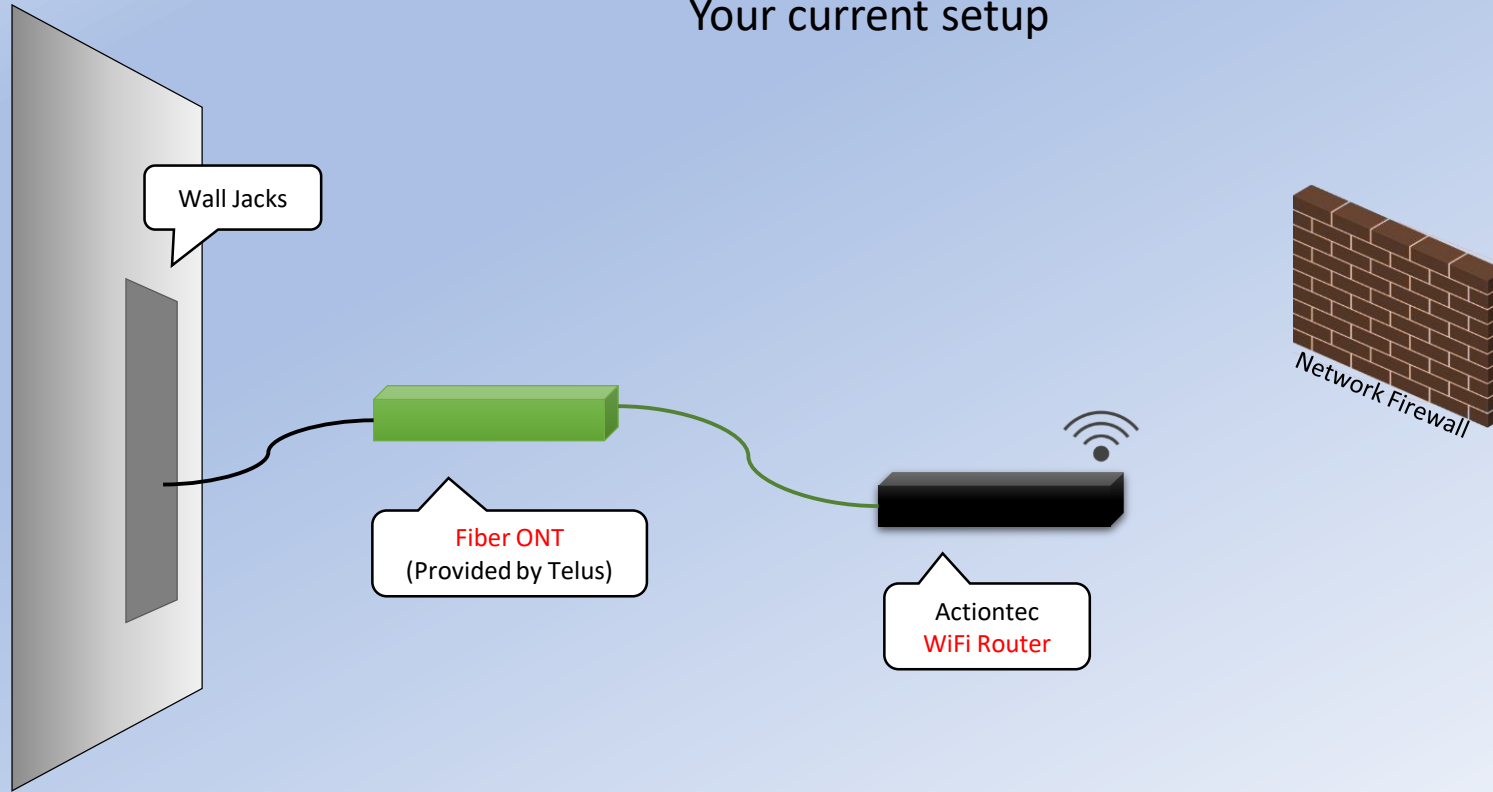 Your current setup
Wall Jacks
Network Firewall
Fiber ONT
(Provided by Telus)
Actiontec
WiFi Router